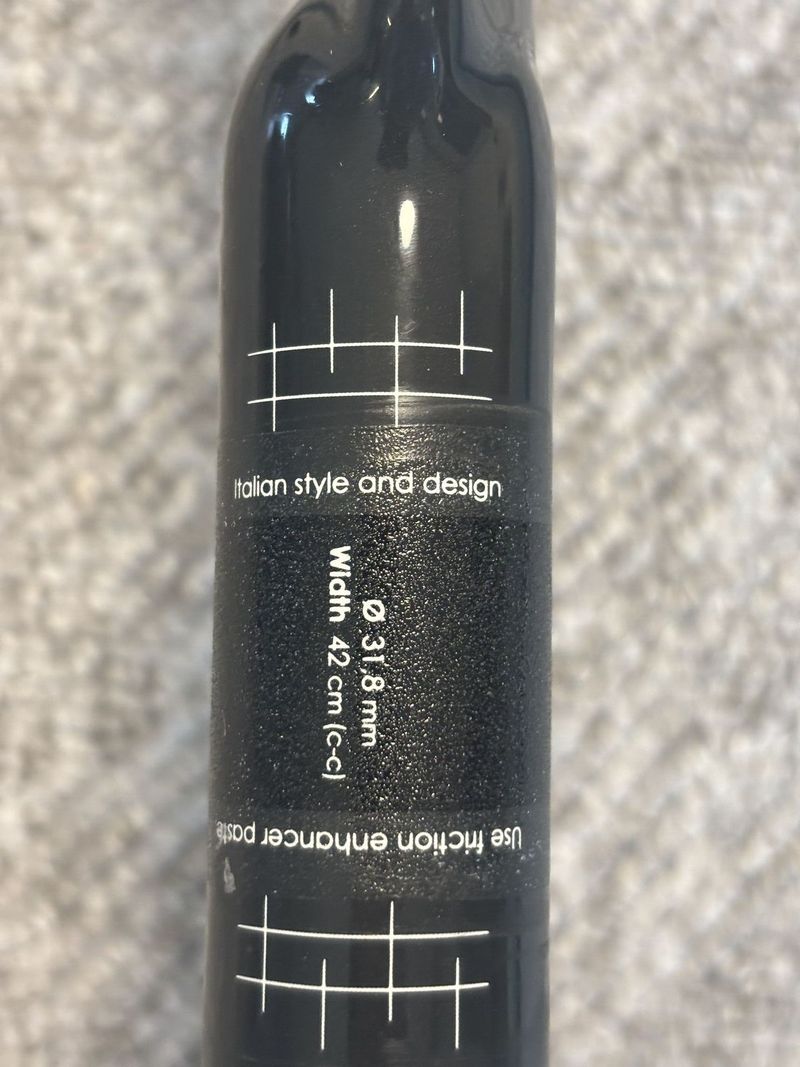 Italian style and design
Ø 31,8 mm
Width 42 cm (c-c)
Use friction enhancer paste